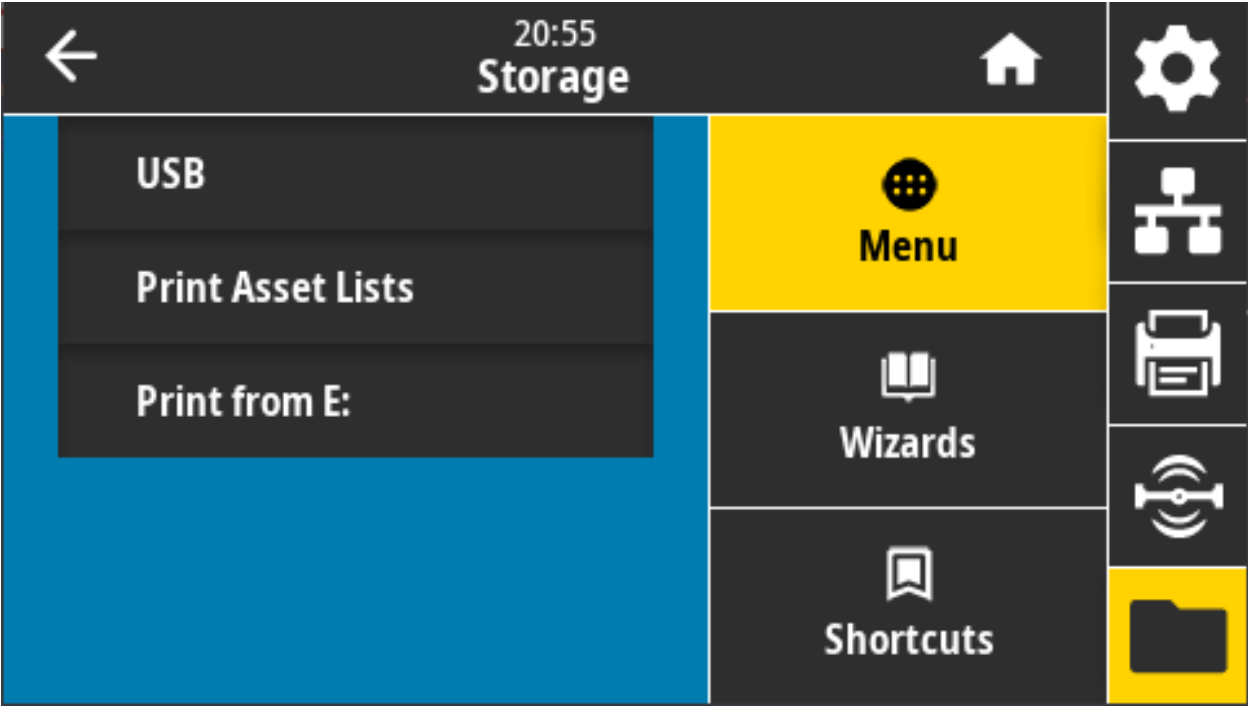 20:55
Storage
USB
Print Asset Lists
Print from E:
Menu
Wizards
Shortcuts